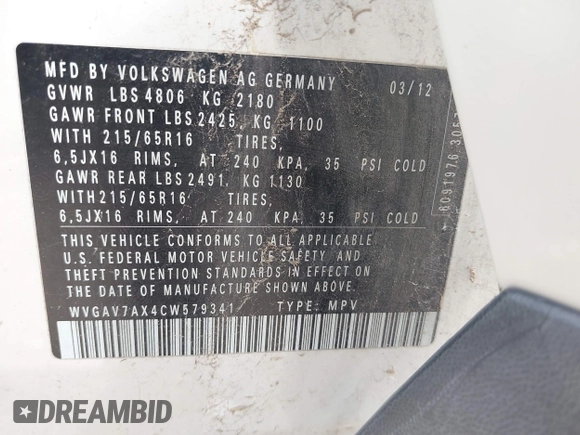 MFD BY VOLKSWAGEN AG GERMANY 03/12
GVWR LBS 4806 KG 2180
GAWR FRONT LBS 2425, KG 1100
WITH 215/65R16 TIRES,
6,5JX16 RIMS, AT 240 KPA, 35 PSI COLD
GAWR REAR LBS 2491, KG 1130
WITH 215/65R16 TIRES,
6,5JX16 RIMS, AT 240 KPA, 35 PSI COLD
THIS VEHICLE CONFORMS TO ALL APPLICABLE
U.S. FEDERAL MOTOR VEHICLE SAFETY AND
THEFT PREVENTION STANDARDS IN EFFECT ON
THE DATE OF MANUFACTURE SHOWN ABOVE.
WVGAV7AX4CW579341 TYPE: MPV
6091976
DREAMBID